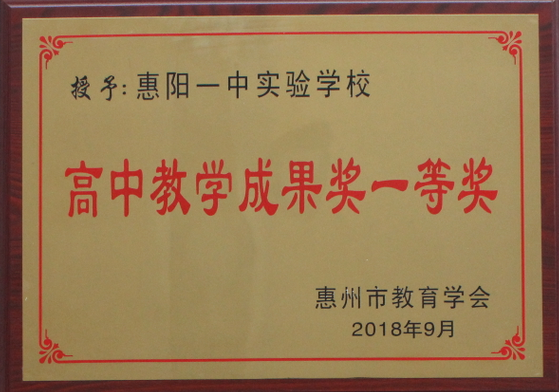 授予:惠阳一中实验学校
高中教学成果奖一等奖
惠州市教育学会
2018年9月